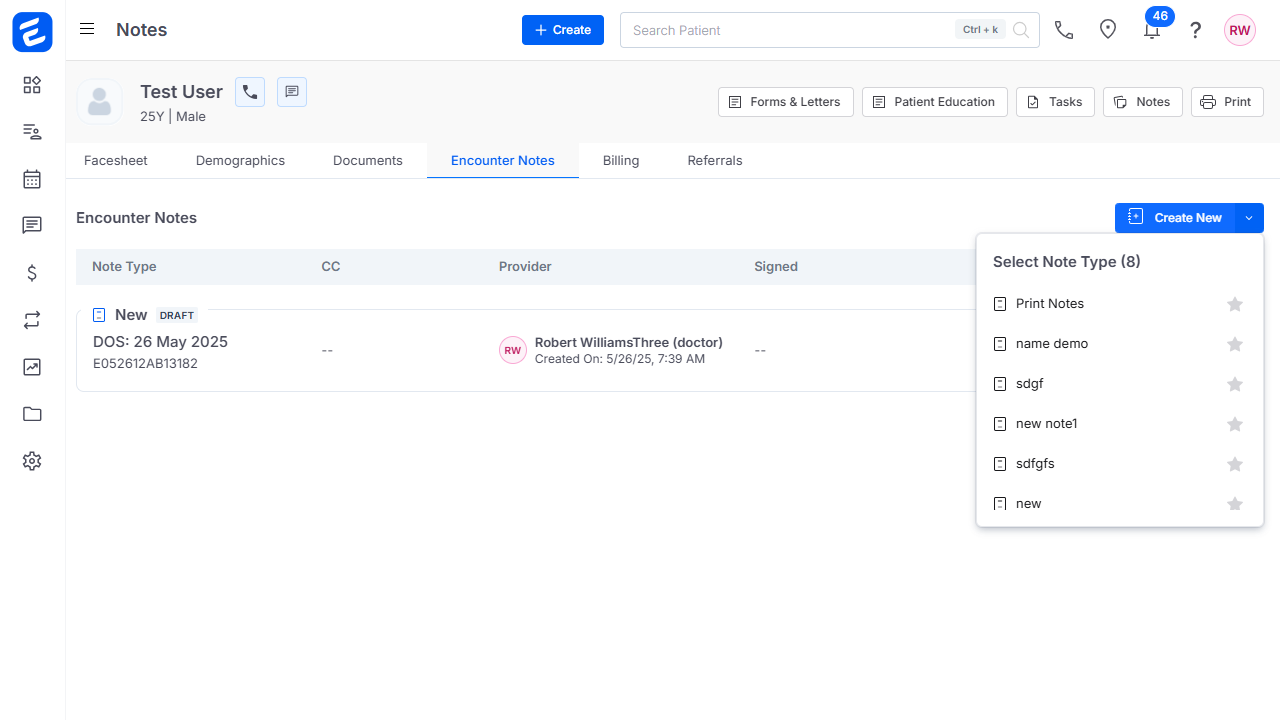 Notes
Create
Search Patient
Ctrl + k
46
?
RW
Test User
25Y | Male
Forms & Letters
Patient Education
Tasks
Notes
Print
Facesheet
Demographics
Documents
Encounter Notes
Billing
Referrals
Encounter Notes
Create New
Note Type
CC
Provider
Signed
New DRAFT
DOS: 26 May 2025
E052612AB13182
--
RW
Robert WilliamsThree (doctor)
Created On: 5/26/25, 7:39 AM
--
Select Note Type (8)
Print Notes
name demo
sdgf
new note1
sdfgfs
new